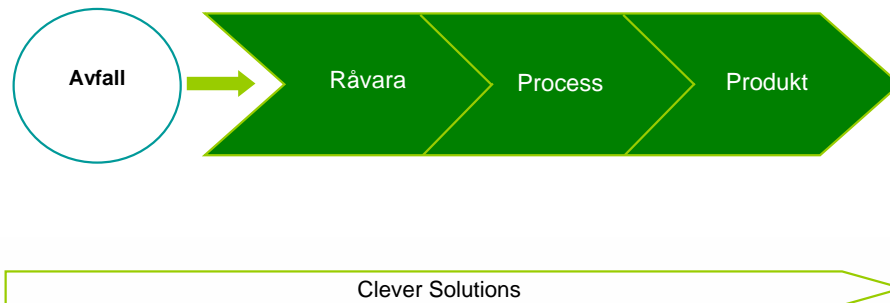 Avfall
Råvara
Process
Produkt
Clever Solutions